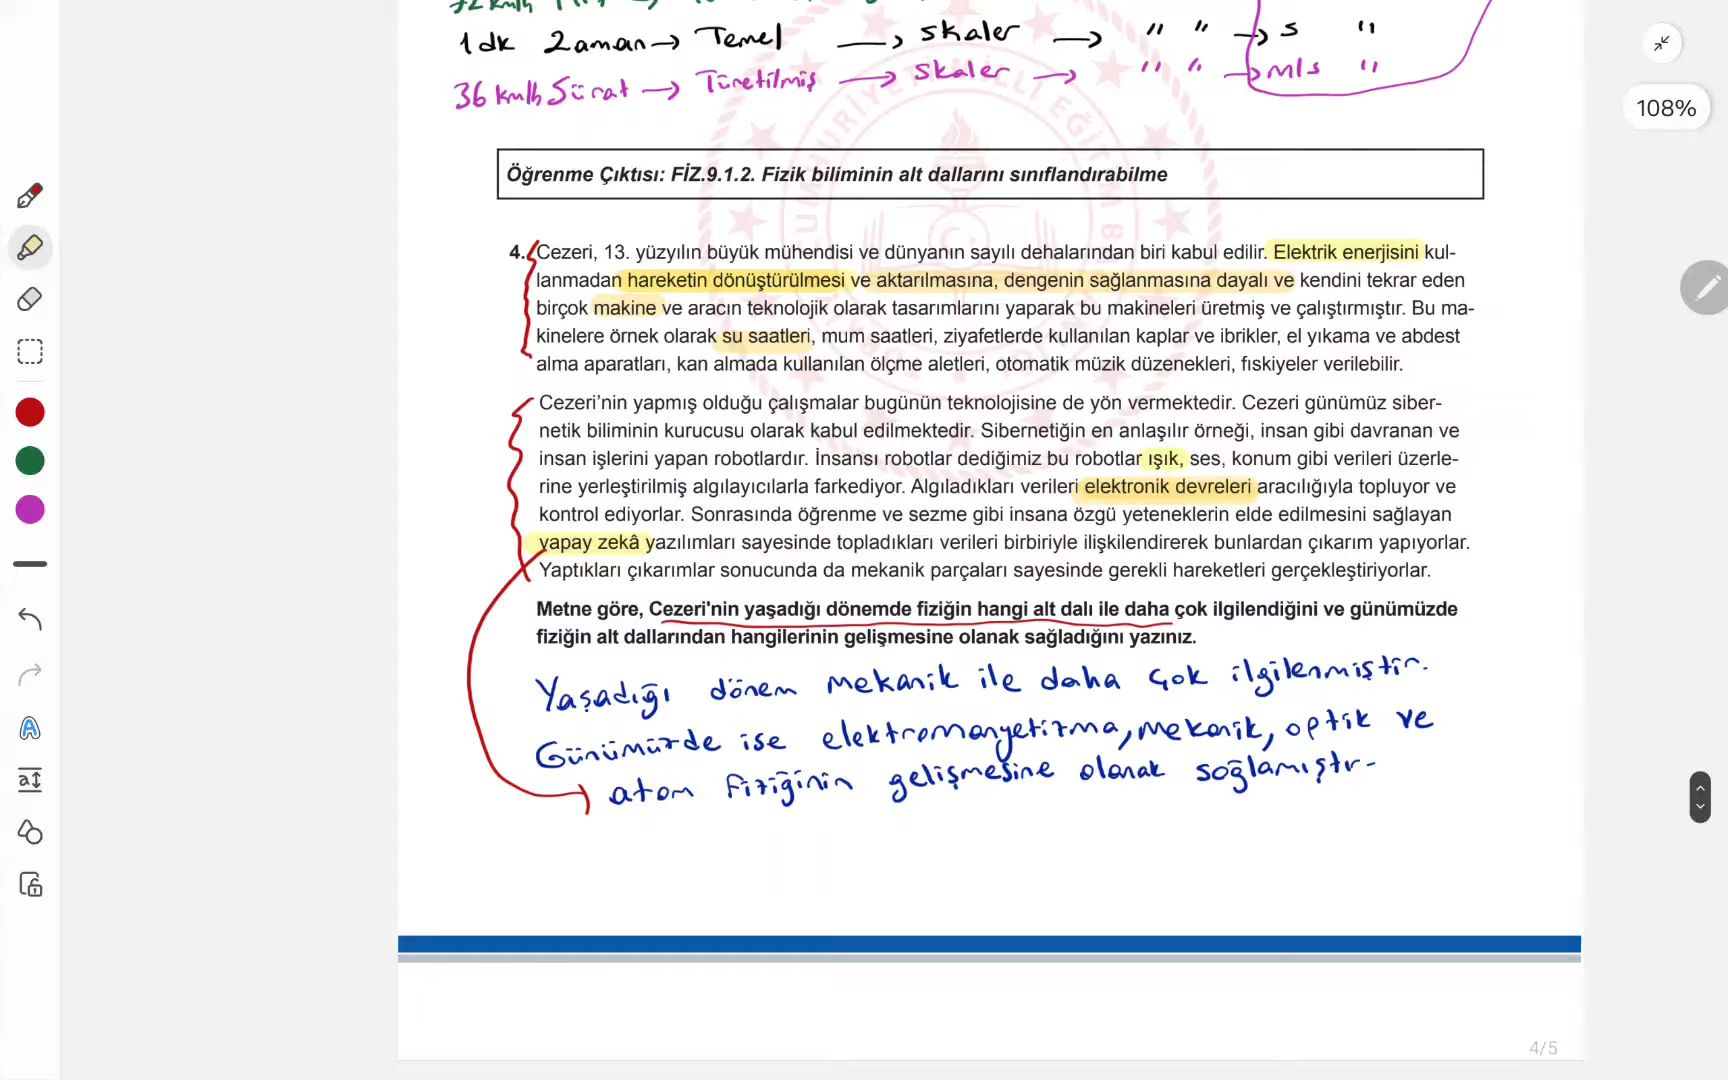 72 km/h
1 dk Zaman → Temel → skaler → " " → s "
36 km/h Sürat → Türetilmiş → Skaler → " " → m/s "
108%
Öğrenme Çıktısı: FİZ.9.1.2. Fizik biliminin alt dallarını sınıflandırabilme
4. Cezeri, 13. yüzyılın büyük mühendisi ve dünyanın sayılı dehalarından biri kabul edilir. Elektrik enerjisini kul-
lanmadan hareketin dönüştürülmesi ve aktarılmasına, dengenin sağlanmasına dayalı ve kendini tekrar eden
birçok makine ve aracın teknolojik olarak tasarımlarını yaparak bu makineleri üretmiş ve çalıştırmıştır. Bu ma-
kinelere örnek olarak su saatleri, mum saatleri, ziyafetlerde kullanılan kaplar ve ibrikler, el yıkama ve abdest
alma aparatları, kan almada kullanılan ölçme aletleri, otomatik müzik düzenekleri, fıskiyeler verilebilir.
Cezeri'nin yapmış olduğu çalışmalar bugünün teknolojisine de yön vermektedir. Cezeri günümüz siber-
netik biliminin kurucusu olarak kabul edilmektedir. Sibernetiğin en anlaşılır örneği, insan gibi davranan ve
insan işlerini yapan robotlardır. İnsansı robotlar dediğimiz bu robotlar ışık, ses, konum gibi verileri üzerle-
rine yerleştirilmiş algılayıcılarla farkediyor. Algıladıkları verileri elektronik devreleri aracılığıyla topluyor ve
kontrol ediyorlar. Sonrasında öğrenme ve sezme gibi insana özgü yeteneklerin elde edilmesini sağlayan
yapay zekâ yazılımları sayesinde topladıkları verileri birbiriyle ilişkilendirerek bunlardan çıkarım yapıyorlar.
Yaptıkları çıkarımlar sonucunda da mekanik parçaları sayesinde gerekli hareketleri gerçekleştiriyorlar.
Metne göre, Cezeri'nin yaşadığı dönemde fiziğin hangi alt dalı ile daha çok ilgilendiğini ve günümüzde
fiziğin alt dallarından hangilerinin gelişmesine olanak sağladığını yazınız.
Yaşadığı dönem mekanik ile daha çok ilgilenmiştir.
Günümüzde ise elektromanyetizma, mekanik, optik ve
atom fiziğinin gelişmesine olanak sağlamıştır.
4/5